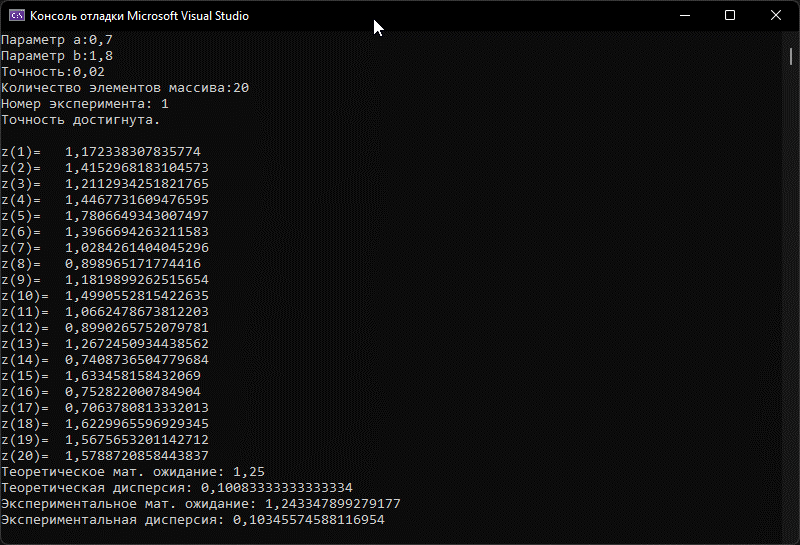 Консоль отладки Microsoft Visual Studio
Параметр a:0,7
Параметр b:1,8
Точность:0,02
Количество элементов массива:20
Номер эксперимента: 1
Точность достигнута.
z(1)= 1,172338307835774
z(2)= 1,4152968183104573
z(3)= 1,2112934251821765
z(4)= 1,4467731609476595
z(5)= 1,7806649343007497
z(6)= 1,3966694263211583
z(7)= 1,0284261404045296
z(8)= 0,898965171774416
z(9)= 1,1819899262515654
z(10)= 1,4990552815422635
z(11)= 1,0662478673812203
z(12)= 0,8990265752079781
z(13)= 1,2672450934438562
z(14)= 0,7408736504779684
z(15)= 1,633458158432069
z(16)= 0,752822000784904
z(17)= 0,7063780813332013
z(18)= 1,6229965596929345
z(19)= 1,5675653201142712
z(20)= 1,5788720858443837
Теоретическое мат. ожидание: 1,25
Теоретическая дисперсия: 0,10083333333333334
Экспериментальное мат. ожидание: 1,243347899279177
Экспериментальная дисперсия: 0,10345574588116954